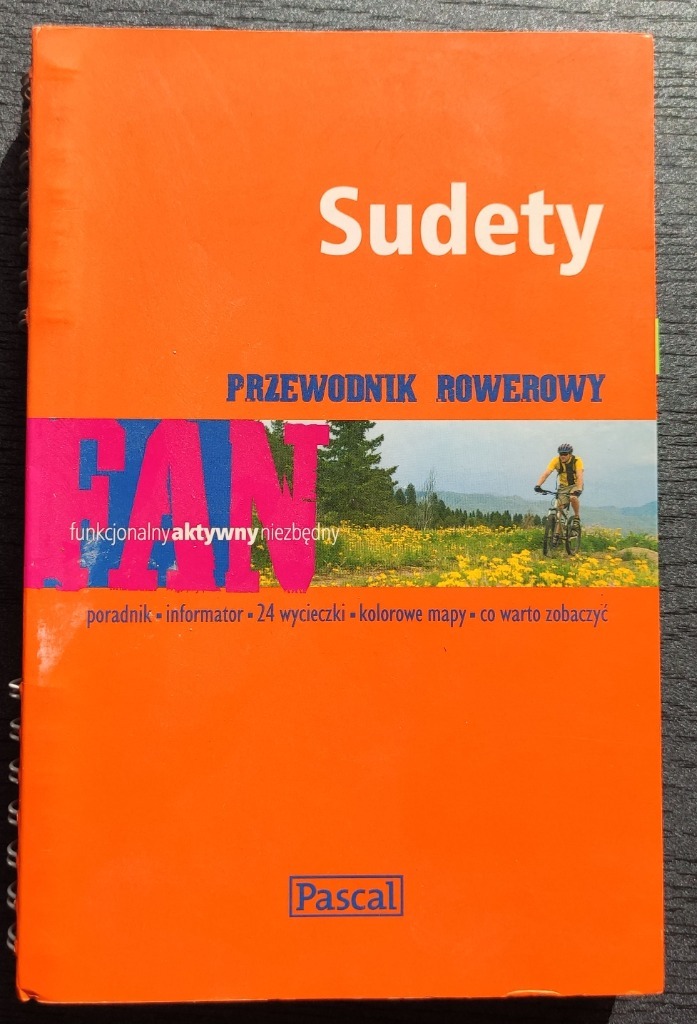 Sudety
PRZEWODNIK ROWEROWY
FAN
funkcjonalnyaktywnyniezbędny
poradnik ▪ informator ▪ 24 wycieczki ▪ kolorowe mapy ▪ co warto zobaczyć
Pascal